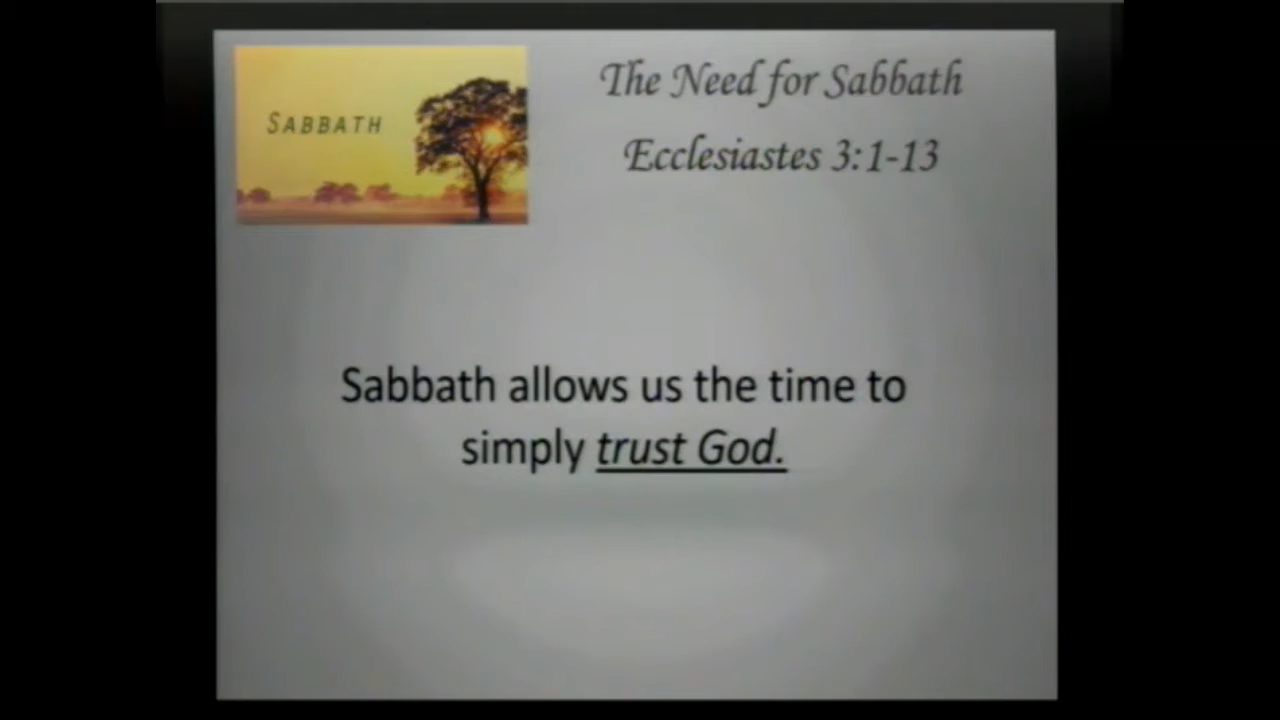 SABBATH
The Need for Sabbath
Ecclesiastes 3:1-13
Sabbath allows us the time to
simply trust God.